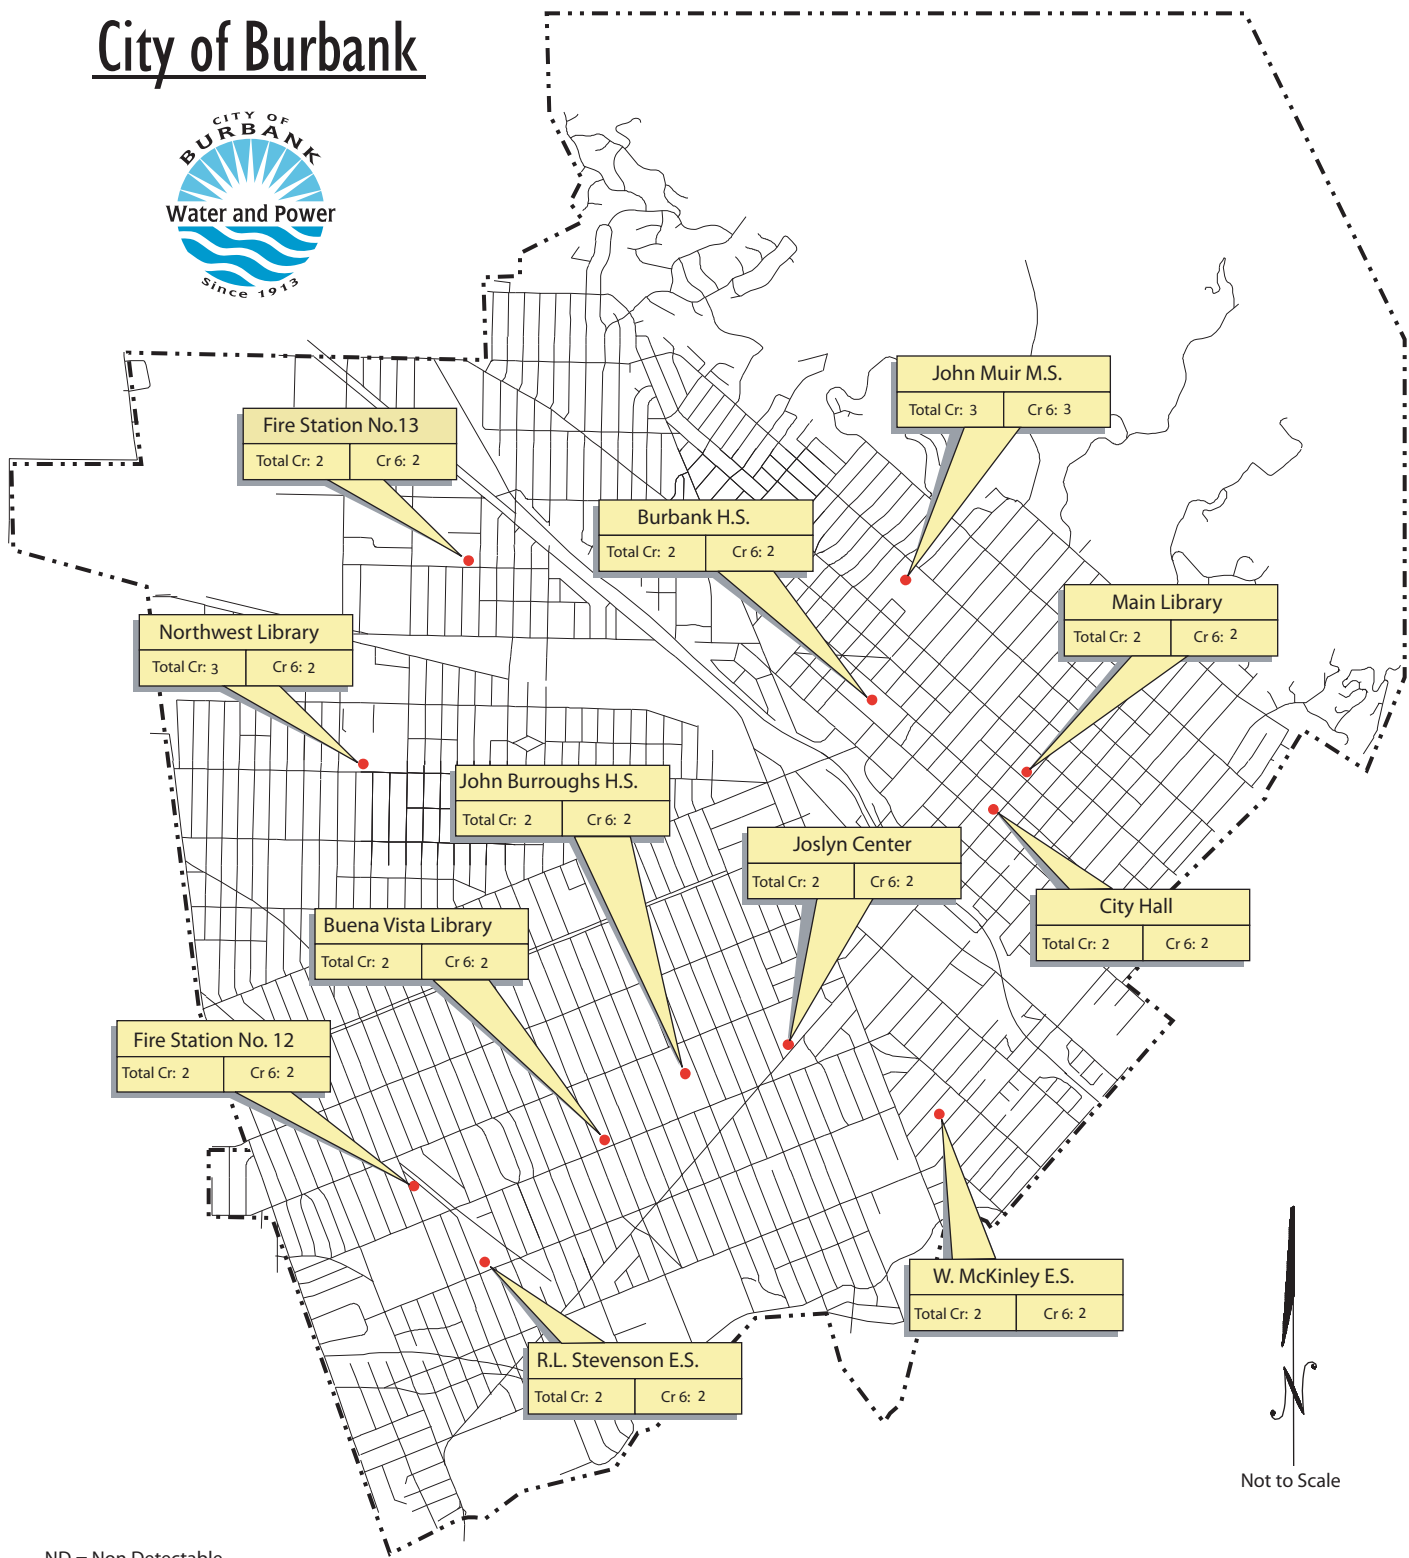 City of Burbank
CITY OF
BURBANK
Water and Power
Since 1913
John Muir M.S.
Total Cr: 3 Cr 6: 3
Fire Station No.13
Total Cr: 2 Cr 6: 2
Burbank H.S.
Total Cr: 2 Cr 6: 2
Main Library
Total Cr: 2 Cr 6: 2
Northwest Library
Total Cr: 3 Cr 6: 2
John Burroughs H.S.
Total Cr: 2 Cr 6: 2
Joslyn Center
Total Cr: 2 Cr 6: 2
City Hall
Total Cr: 2 Cr 6: 2
Buena Vista Library
Total Cr: 2 Cr 6: 2
Fire Station No. 12
Total Cr: 2 Cr 6: 2
W. McKinley E.S.
Total Cr: 2 Cr 6: 2
R.L. Stevenson E.S.
Total Cr: 2 Cr 6: 2
N
Not to Scale
ND = Non Detectable